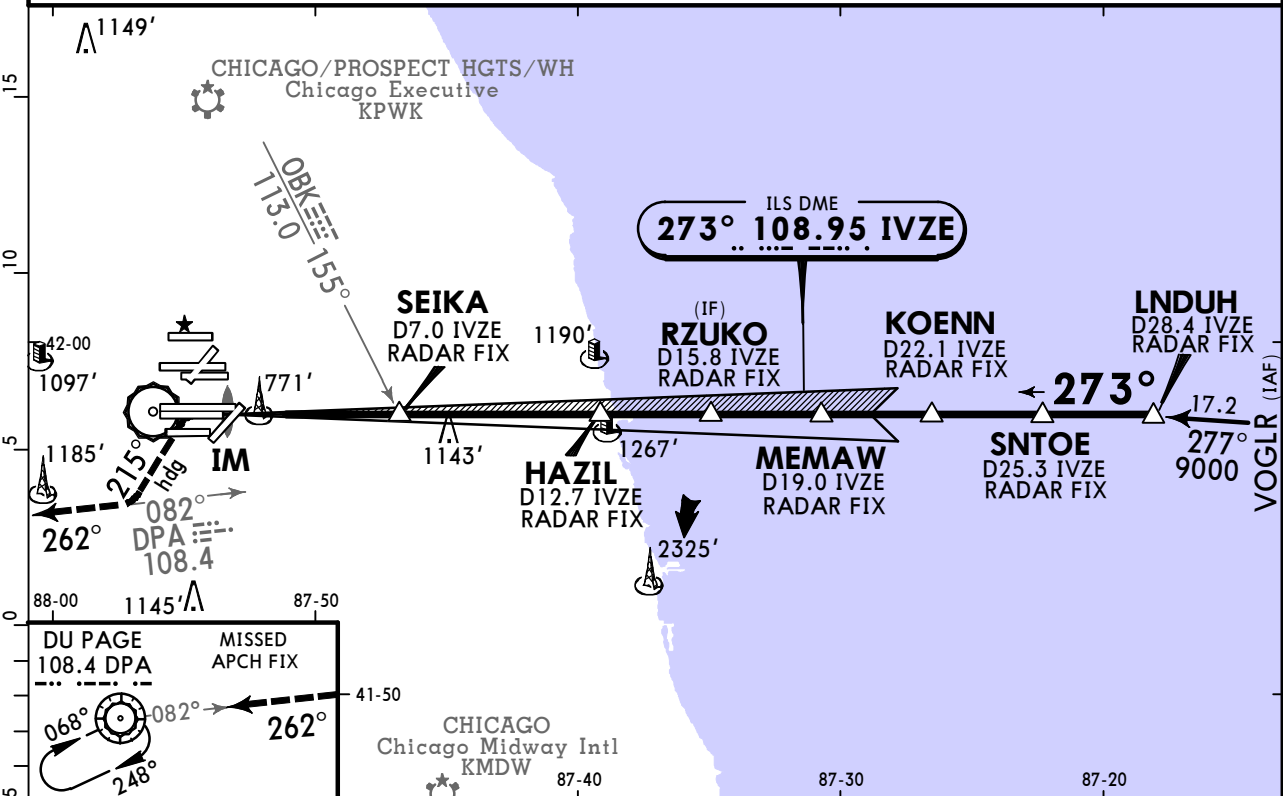 1149'
CHICAGO/PROSPECT HGTS/WH
Chicago Executive
KPWK
15
OBK
113.0
155°
ILS DME
273° 108.95 IVZE
10
SEIKA
D7.0 IVZE
RADAR FIX
1190'
(IF)
RZUKO
D15.8 IVZE
RADAR FIX
KOENN
D22.1 IVZE
RADAR FIX
LNDUH
D28.4 IVZE
RADAR FIX
42-00
1097'
771'
273°
17.2
277°
9000
VOGLR (IAF)
5
1185'
215°
hdg
IM
1143'
1267'
HAZIL
D12.7 IVZE
RADAR FIX
MEMAW
D19.0 IVZE
RADAR FIX
SNTOE
D25.3 IVZE
RADAR FIX
262°
082°
DPA
108.4
2325'
0
88-00
1145'
87-50
DU PAGE
108.4 DPA
MISSED
APCH FIX
068°
082°
248°
262°
41-50
CHICAGO
Chicago Midway Intl
KMDW
87-40
87-30
87-20
5